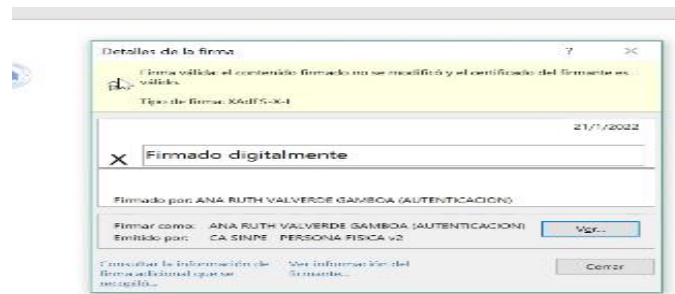 Detalles de la firma
?
Firma válida: el contenido firmado no se modificó y el certificado del firmante es
válido.
Tipo de firma: XAdES-X-L
21/1/2022
X Firmado digitalmente
Firmado por: ANA RUTH VALVERDE GAMBOA (AUTENTICACION)
Firmar como: ANA RUTH VALVERDE GAMBOA (AUTENTICACION)
Ver...
Emitido por: CA SINPE - PERSONA FISICA v2
Consultar la información de
Ver información del
firma adicional que se
firmante...
recopiló...
Cerrar